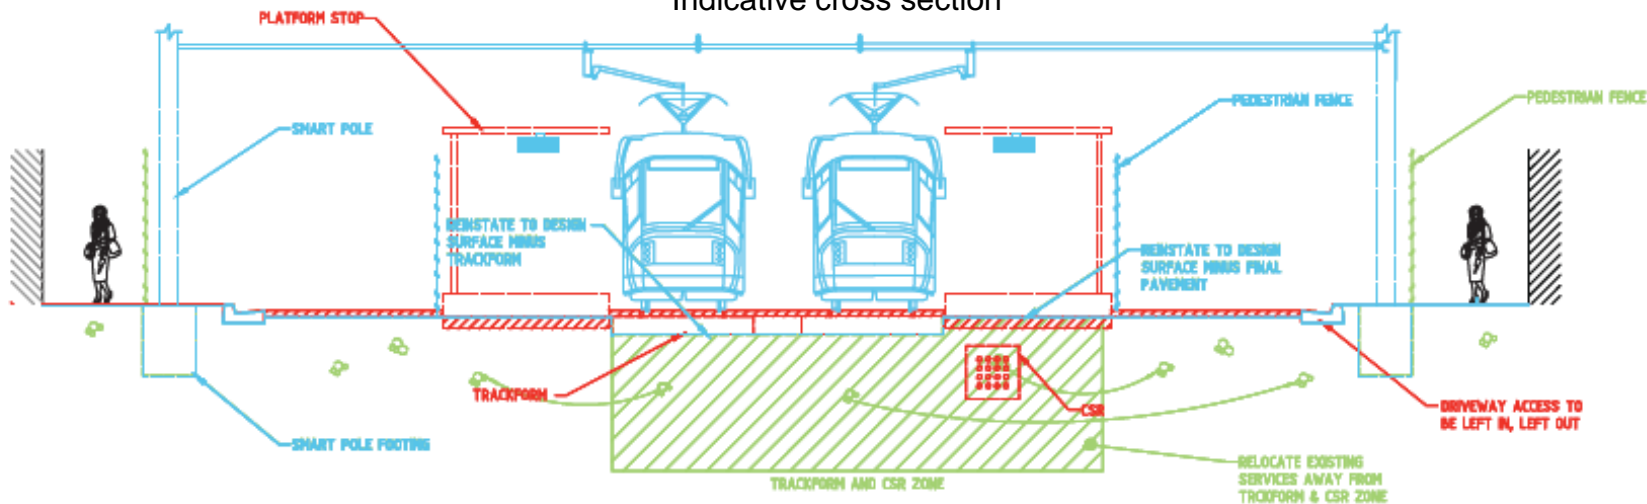 Indicative cross section
PLATFORM STOP
SMART POLE
PEDESTRIAN FENCE
PEDESTRIAN FENCE
REINSTATE TO DESIGN
SURFACE MINUS
TRACKFORM
REINSTATE TO DESIGN
SURFACE MINUS FINAL
PAVEMENT
TRACKFORM
CSR
DRIVEWAY ACCESS TO
BE LEFT IN, LEFT OUT
SMART POLE FOOTING
TRACKFORM AND CSR ZONE
RELOCATE EXISTING
SERVICES AWAY FROM
TRCKFORM & CSR ZONE